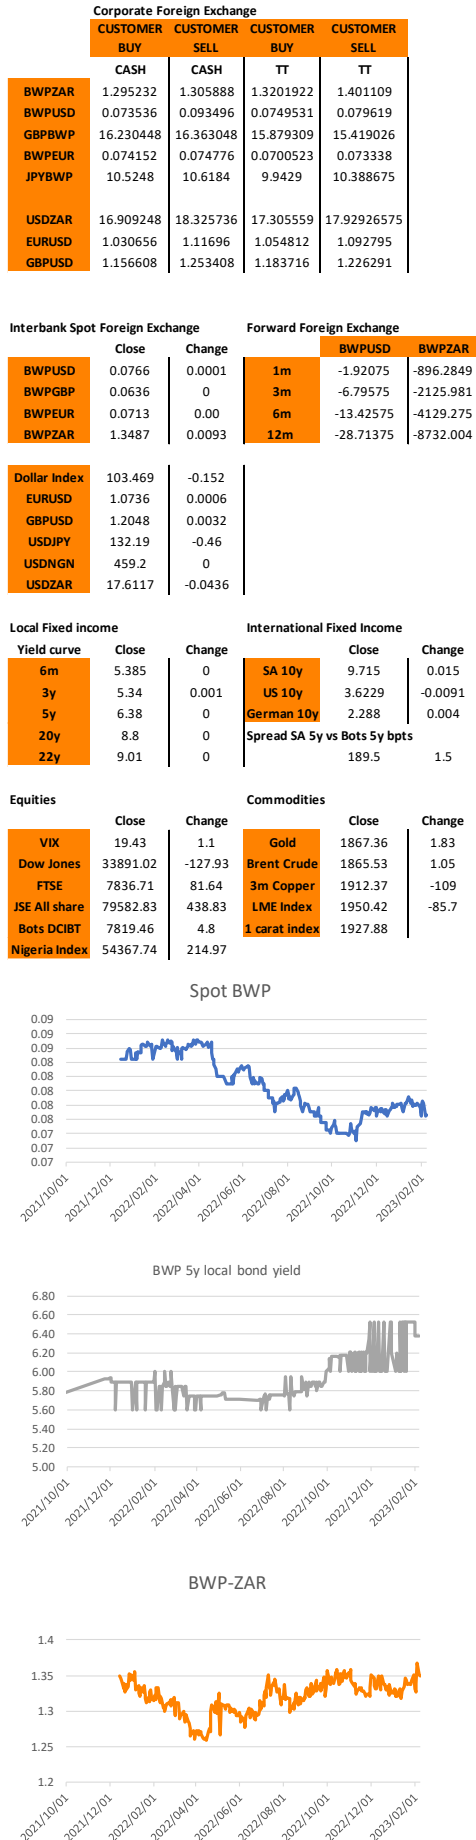 Corporate Foreign Exchange
CUSTOMER BUY CUSTOMER SELL CUSTOMER BUY CUSTOMER SELL
CASH CASH TT TT
BWPZAR 1.295232 1.305888 1.3201922 1.401109
BWPUSD 0.073536 0.093496 0.0749531 0.079619
GBPBWP 16.230448 16.363048 15.879309 15.419026
BWPEUR 0.074152 0.074776 0.0700523 0.073338
JPYBWP 10.5248 10.6184 9.9429 10.388675
USDZAR 16.909248 18.325736 17.305559 17.92926575
EURUSD 1.030656 1.11696 1.054812 1.092795
GBPUSD 1.156608 1.253408 1.183716 1.226291
Interbank Spot Foreign Exchange Forward Foreign Exchange
Close Change BWPUSD BWPZAR
BWPUSD 0.0766 0.0001 1m -1.92075 -896.2849
BWPGBP 0.0636 0 3m -6.79575 -2125.981
BWPEUR 0.0713 0.00 6m -13.42575 -4129.275
BWPZAR 1.3487 0.0093 12m -28.71375 -8732.004
Dollar Index 103.469 -0.152
EURUSD 1.0736 0.0006
GBPUSD 1.2048 0.0032
USDJPY 132.19 -0.46
USDNGN 459.2 0
USDZAR 17.6117 -0.0436
Local Fixed income International Fixed Income
Yield curve Close Change Close Change
6m 5.385 0 SA 10y 9.715 0.015
3y 5.34 0.001 US 10y 3.6229 -0.0091
5y 6.38 0 German 10y 2.288 0.004
20y 8.8 0 Spread SA 5y vs Bots 5y bpts
22y 9.01 0 189.5 1.5
Equities Commodities
Close Change Close Change
VIX 19.43 1.1 Gold 1867.36 1.83
Dow Jones 33891.02 -127.93 Brent Crude 1865.53 1.05
FTSE 7836.71 81.64 3m Copper 1912.37 -109
JSE All share 79582.83 438.83 LME Index 1950.42 -85.7
Bots DCIBT 7819.46 4.8 1 carat index 1927.88
Nigeria Index 54367.74 214.97
Spot BWP
0.09
0.09
0.09
0.08
0.08
0.08
0.08
0.08
0.07
0.07
0.07
2021/10/01 2021/12/01 2022/02/01 2022/04/01 2022/06/01 2022/08/01 2022/10/01 2022/12/01 2023/02/01
BWP 5y local bond yield
6.80
6.60
6.40
6.20
6.00
5.80
5.60
5.40
5.20
5.00
2021/10/01 2021/12/01 2022/02/01 2022/04/01 2022/06/01 2022/08/01 2022/10/01 2022/12/01 2023/02/01
BWP-ZAR
1.4
1.35
1.3
1.25
1.2
2021/10/01 2021/12/01 2022/02/01 2022/04/01 2022/06/01 2022/08/01 2022/10/01 2022/12/01 2023/02/01